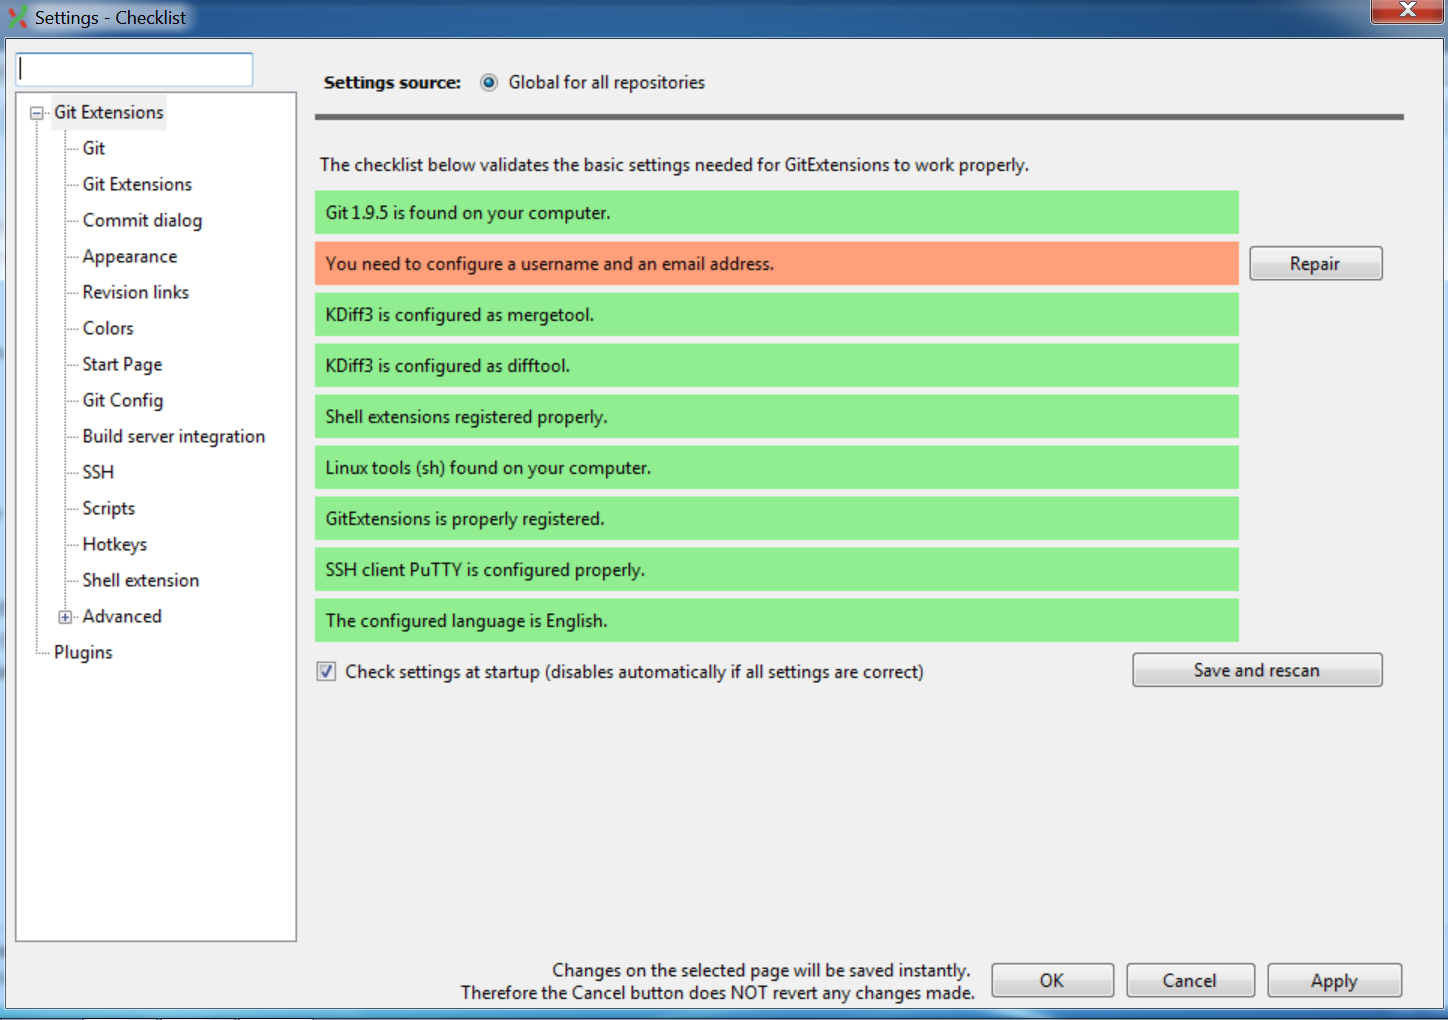 Settings - Checklist
Settings source: Global for all repositories
Git Extensions
Git
Git Extensions
Commit dialog
Appearance
Revision links
Colors
Start Page
Git Config
Build server integration
SSH
Scripts
Hotkeys
Shell extension
Advanced
Plugins
The checklist below validates the basic settings needed for GitExtensions to work properly.
Git 1.9.5 is found on your computer.
You need to configure a username and an email address.
Repair
KDiff3 is configured as mergetool.
KDiff3 is configured as difftool.
Shell extensions registered properly.
Linux tools (sh) found on your computer.
GitExtensions is properly registered.
SSH client PuTTY is configured properly.
The configured language is English.
Check settings at startup (disables automatically if all settings are correct)
Save and rescan
Changes on the selected page will be saved instantly.
Therefore the Cancel button does NOT revert any changes made.
OK
Cancel
Apply